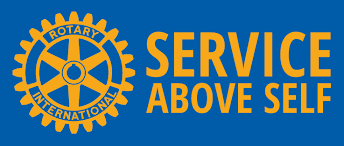 ROTARY
INTERNATIONAL
SERVICE
ABOVE SELF